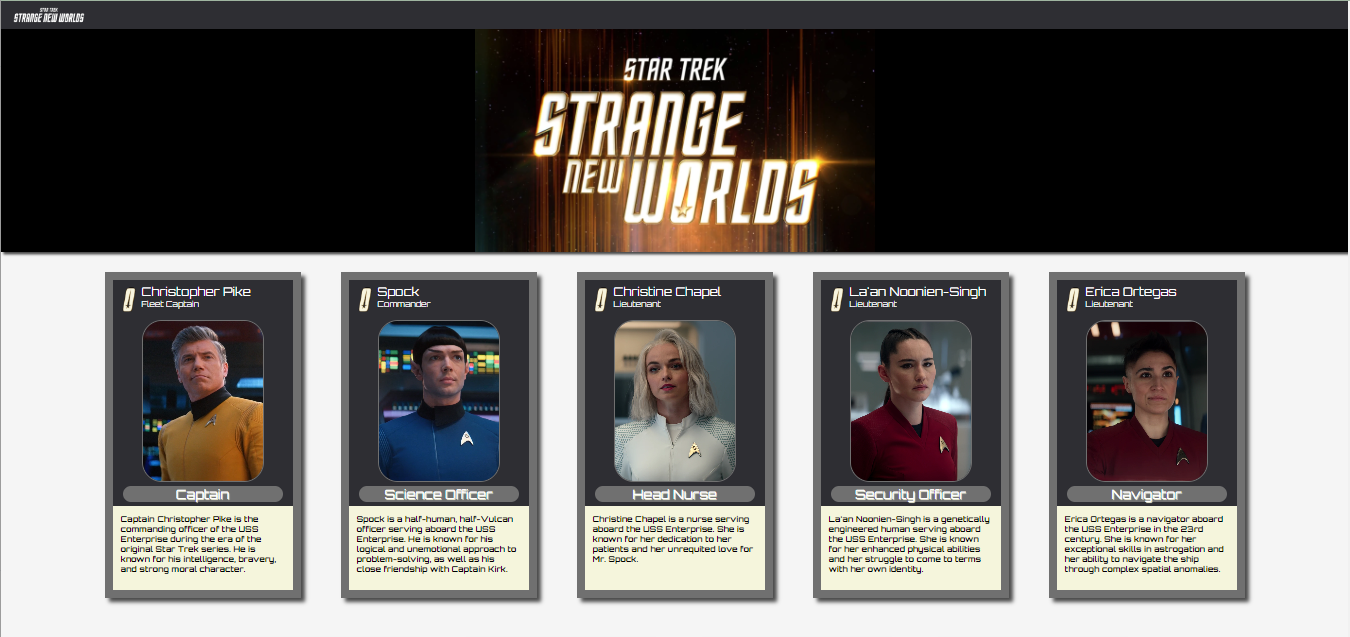 STAR TREK
STRANGE NEW WORLDS
STAR TREK
STRANGE
NEW WORLDS
Christopher Pike
Fleet Captain
Captain
Captain Christopher Pike is the
commanding officer of the USS
Enterprise during the era of the
original Star Trek series. He is
known for his intelligence, bravery,
and strong moral character.
Spock
Commander
Science Officer
Spock is a half-human, half-Vulcan
officer serving aboard the USS
Enterprise. He is known for his
logical and unemotional approach to
problem-solving, as well as his
close friendship with Captain Kirk.
Christine Chapel
Lieutenant
Head Nurse
Christine Chapel is a nurse serving
aboard the USS Enterprise. She is
known for her dedication to her
patients and her unrequited love for
Mr. Spock.
La'an Noonien-Singh
Lieutenant
Security Officer
La'an Noonien-Singh is a genetically
engineered human serving aboard
the USS Enterprise. She is known
for her enhanced physical abilities
and her struggle to come to terms
with her own identity.
Erica Ortegas
Lieutenant
Navigator
Erica Ortegas is a navigator aboard
the USS Enterprise in the 23rd
century. She is known for her
exceptional skills in astrogation and
her ability to navigate the ship
through complex spatial anomalies.